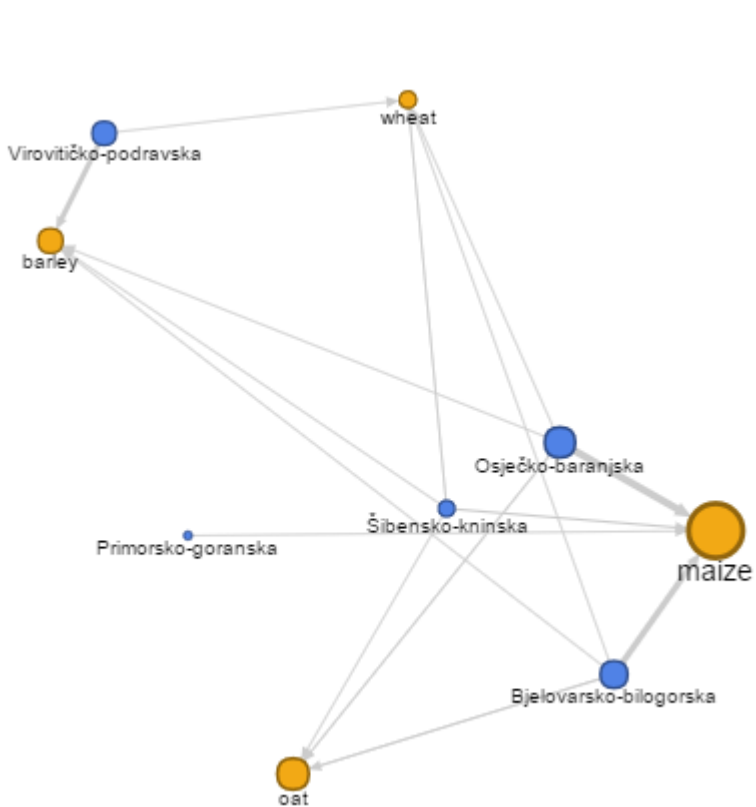 wheat
Virovitičko-podravska
barley
Osječko-baranjska
Šibensko-kninska
Primorsko-goranska
maize
Bjelovarsko-bilogorska
oat